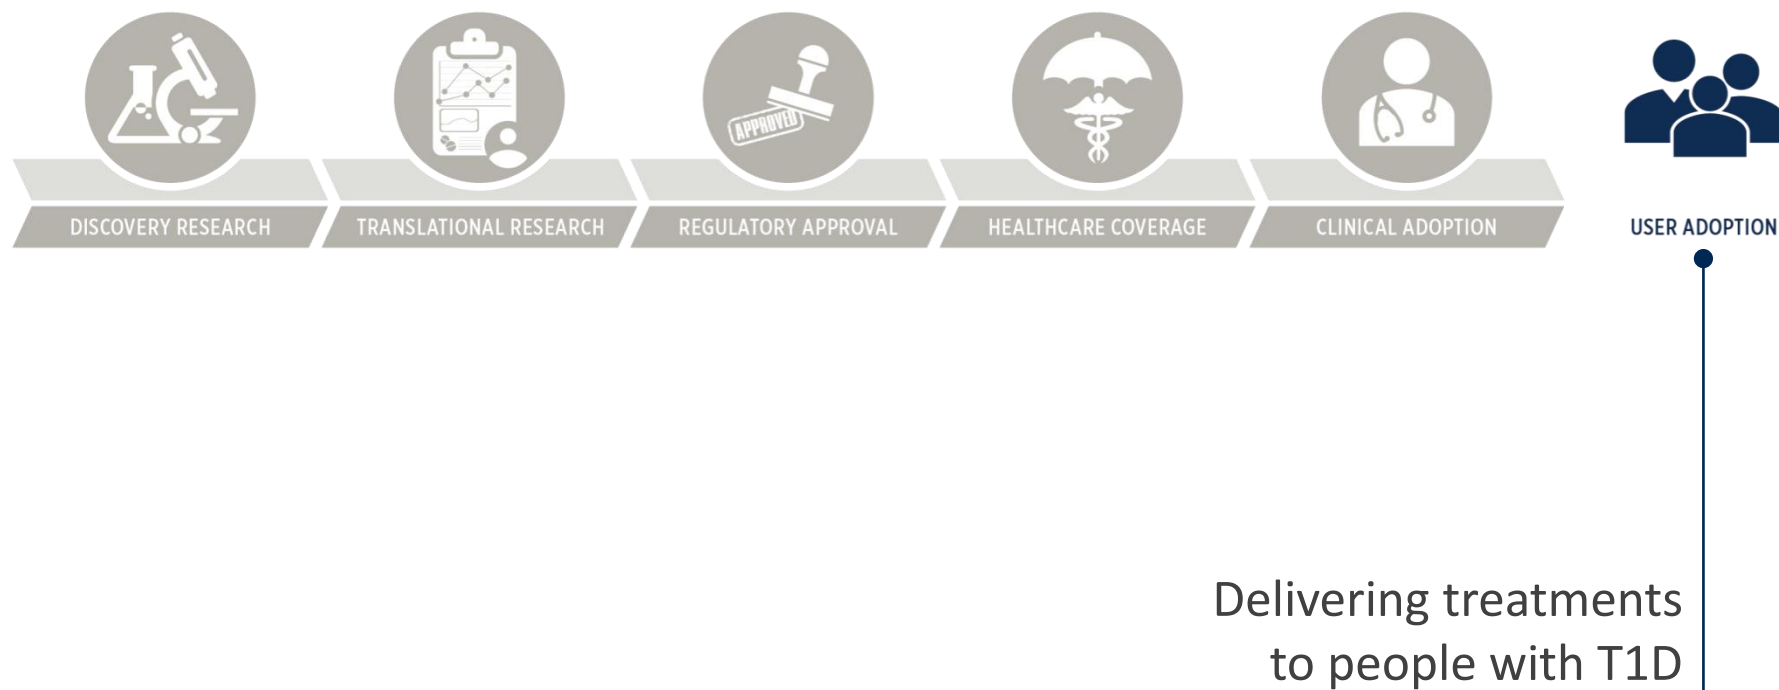 APPROVED
DISCOVERY RESEARCH
TRANSLATIONAL RESEARCH
REGULATORY APPROVAL
HEALTHCARE COVERAGE
CLINICAL ADOPTION
USER ADOPTION
Delivering treatments
to people with T1D